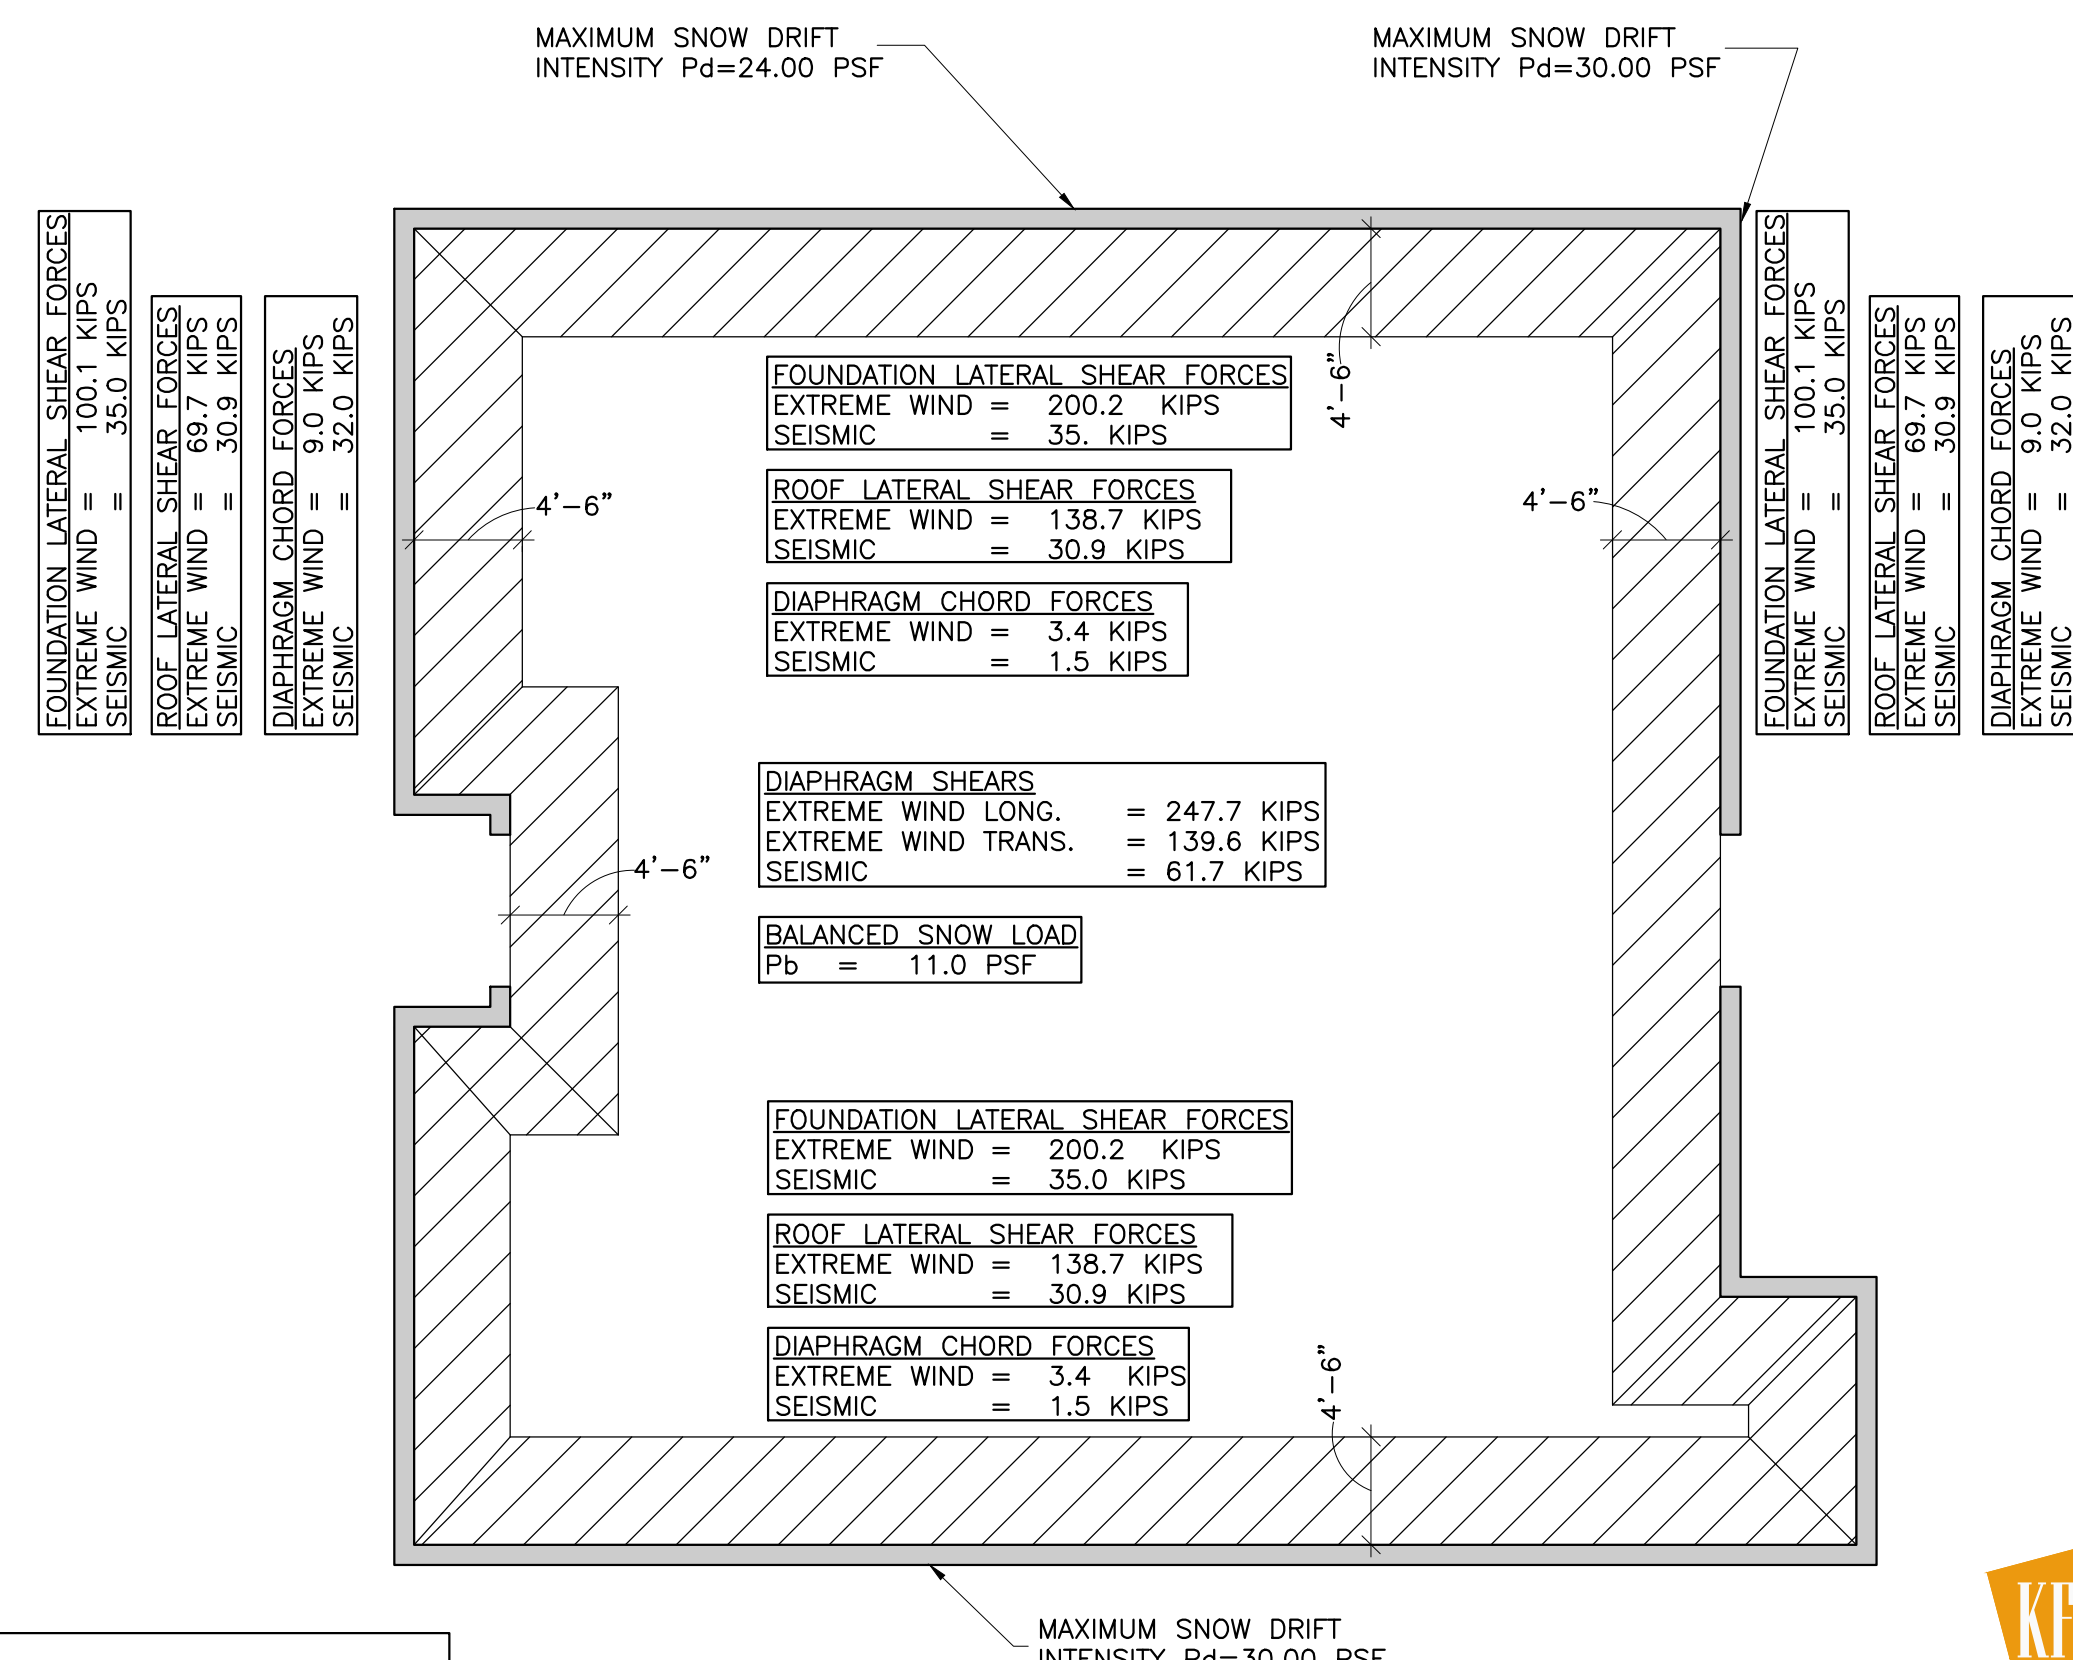 MAXIMUM SNOW DRIFT
INTENSITY Pd=24.00 PSF
MAXIMUM SNOW DRIFT
INTENSITY Pd=30.00 PSF
FOUNDATION LATERAL SHEAR FORCES
EXTREME WIND = 100.1 KIPS
SEISMIC = 35.0 KIPS
ROOF LATERAL SHEAR FORCES
EXTREME WIND = 69.7 KIPS
SEISMIC = 30.9 KIPS
DIAPHRAGM CHORD FORCES
EXTREME WIND = 9.0 KIPS
SEISMIC = 32.0 KIPS
FOUNDATION LATERAL SHEAR FORCES
EXTREME WIND = 200.2 KIPS
SEISMIC = 35. KIPS
ROOF LATERAL SHEAR FORCES
EXTREME WIND = 138.7 KIPS
SEISMIC = 30.9 KIPS
DIAPHRAGM CHORD FORCES
EXTREME WIND = 3.4 KIPS
SEISMIC = 1.5 KIPS
4'-6"
4'-6"
4'-6"
4'-6"
FOUNDATION LATERAL SHEAR FORCES
EXTREME WIND = 100.1 KIPS
SEISMIC = 35.0 KIPS
ROOF LATERAL SHEAR FORCES
EXTREME WIND = 69.7 KIPS
SEISMIC = 30.9 KIPS
DIAPHRAGM CHORD FORCES
EXTREME WIND = 9.0 KIPS
SEISMIC = 32.0 KIPS
DIAPHRAGM SHEARS
EXTREME WIND LONG. = 247.7 KIPS
EXTREME WIND TRANS. = 139.6 KIPS
SEISMIC = 61.7 KIPS
BALANCED SNOW LOAD
Pb = 11.0 PSF
FOUNDATION LATERAL SHEAR FORCES
EXTREME WIND = 200.2 KIPS
SEISMIC = 35.0 KIPS
ROOF LATERAL SHEAR FORCES
EXTREME WIND = 138.7 KIPS
SEISMIC = 30.9 KIPS
DIAPHRAGM CHORD FORCES
EXTREME WIND = 3.4 KIPS
SEISMIC = 1.5 KIPS
4'-6"
MAXIMUM SNOW DRIFT
INTENSITY Pd=30.00 PSF